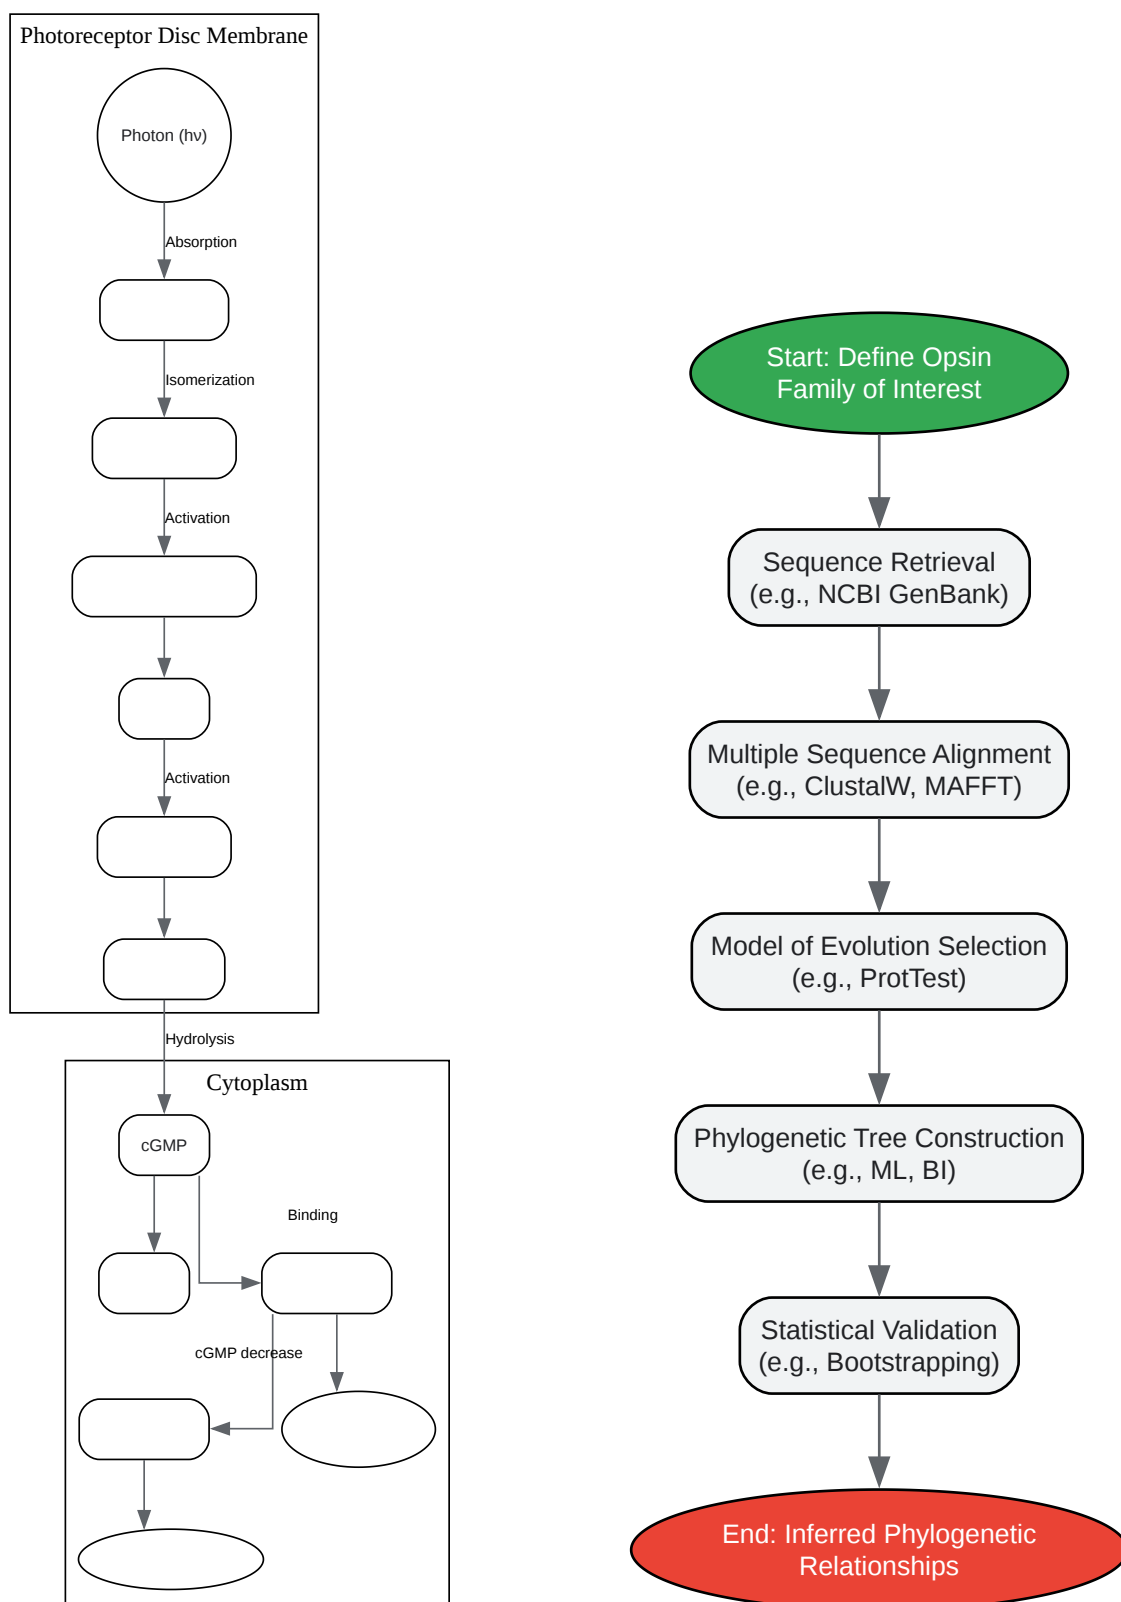 Photoreceptor Disc Membrane
Photon (hν)
Absorption
Isomerization
Activation
Activation
Hydrolysis
Cytoplasm
cGMP
Binding
cGMP decrease
Start: Define Opsin
Family of Interest
Sequence Retrieval
(e.g., NCBI GenBank)
Multiple Sequence Alignment
(e.g., ClustalW, MAFFT)
Model of Evolution Selection
(e.g., ProtTest)
Phylogenetic Tree Construction
(e.g., ML, BI)
Statistical Validation
(e.g., Bootstrapping)
End: Inferred Phylogenetic
Relationships